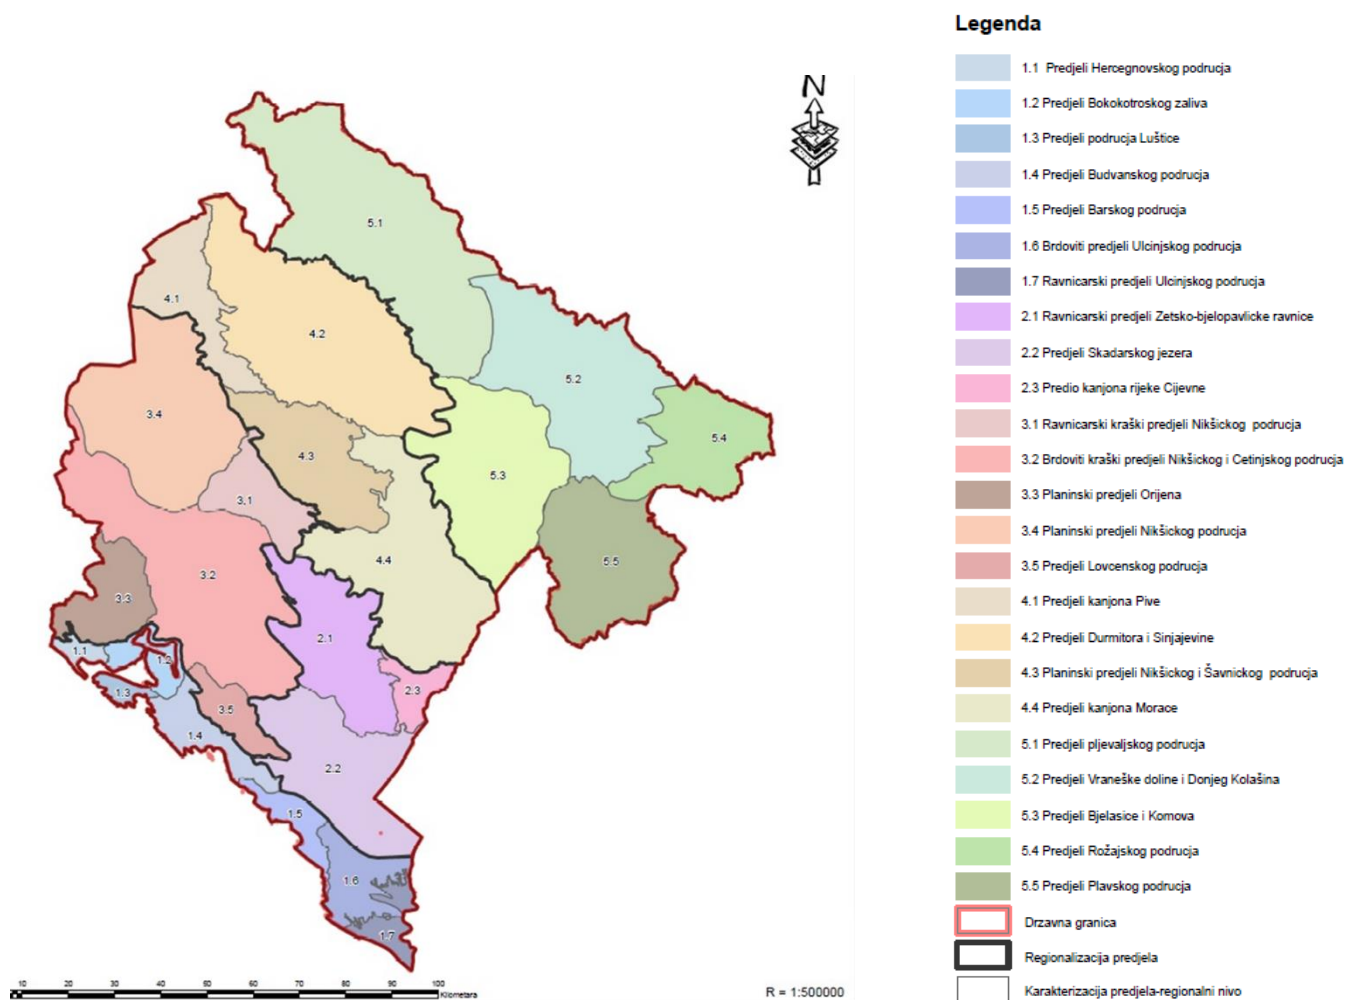 Legenda
1.1 Predjeli Hercegnovskog podrucja
1.2 Predjeli Bokokotroskog zaliva
1.3 Predjeli podrucja Luštice
1.4 Predjeli Budvanskog podrucja
1.5 Predjeli Barskog podrucja
1.6 Brdoviti predjeli Ulcinjskog podrucja
1.7 Ravnicarski predjeli Ulcinjskog podrucja
2.1 Ravnicarski predjeli Zetsko-bjelopavlicke ravnice
2.2 Predjeli Skadarskog jezera
2.3 Predio kanjona rijeke Cijevne
3.1 Ravnicarski kraški predjeli Nikšickog podrucja
3.2 Brdoviti kraški predjeli Nikšickog i Cetinjskog podrucja
3.3 Planinski predjeli Orijena
3.4 Planinski predjeli Nikšickog podrucja
3.5 Predjeli Lovcenskog podrucja
4.1 Predjeli kanjona Pive
4.2 Predjeli Durmitora i Sinjajevine
4.3 Planinski predjeli Nikšickog i Šavnickog podrucja
4.4 Predjeli kanjona Morace
5.1 Predjeli pljevaljskog podrucja
5.2 Predjeli Vraneške doline i Donjeg Kolašina
5.3 Predjeli Bjelasice i Komova
5.4 Predjeli Rožajskog podrucja
5.5 Predjeli Plavskog podrucja
Drzavna granica
Regionalizacija predjela
Karakterizacija predjela-regionalni nivo
N
5.1
4.1
4.2
5.2
3.4
5.4
4.3
5.3
3.1
4.4
5.5
3.2
3.3
2.1
1.1
1.2
1.3
2.3
3.5
1.4
2.2
1.5
1.6
1.7
10 20 30 40 50 60 70 80 90 100
Kilometara
R = 1:500000